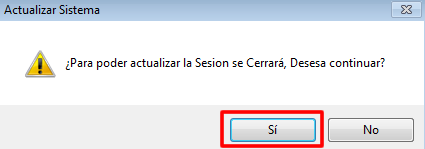 Actualizar Sistema
¿Para poder actualizar la Sesion se Cerrará, Desesa continuar?
Sí
No